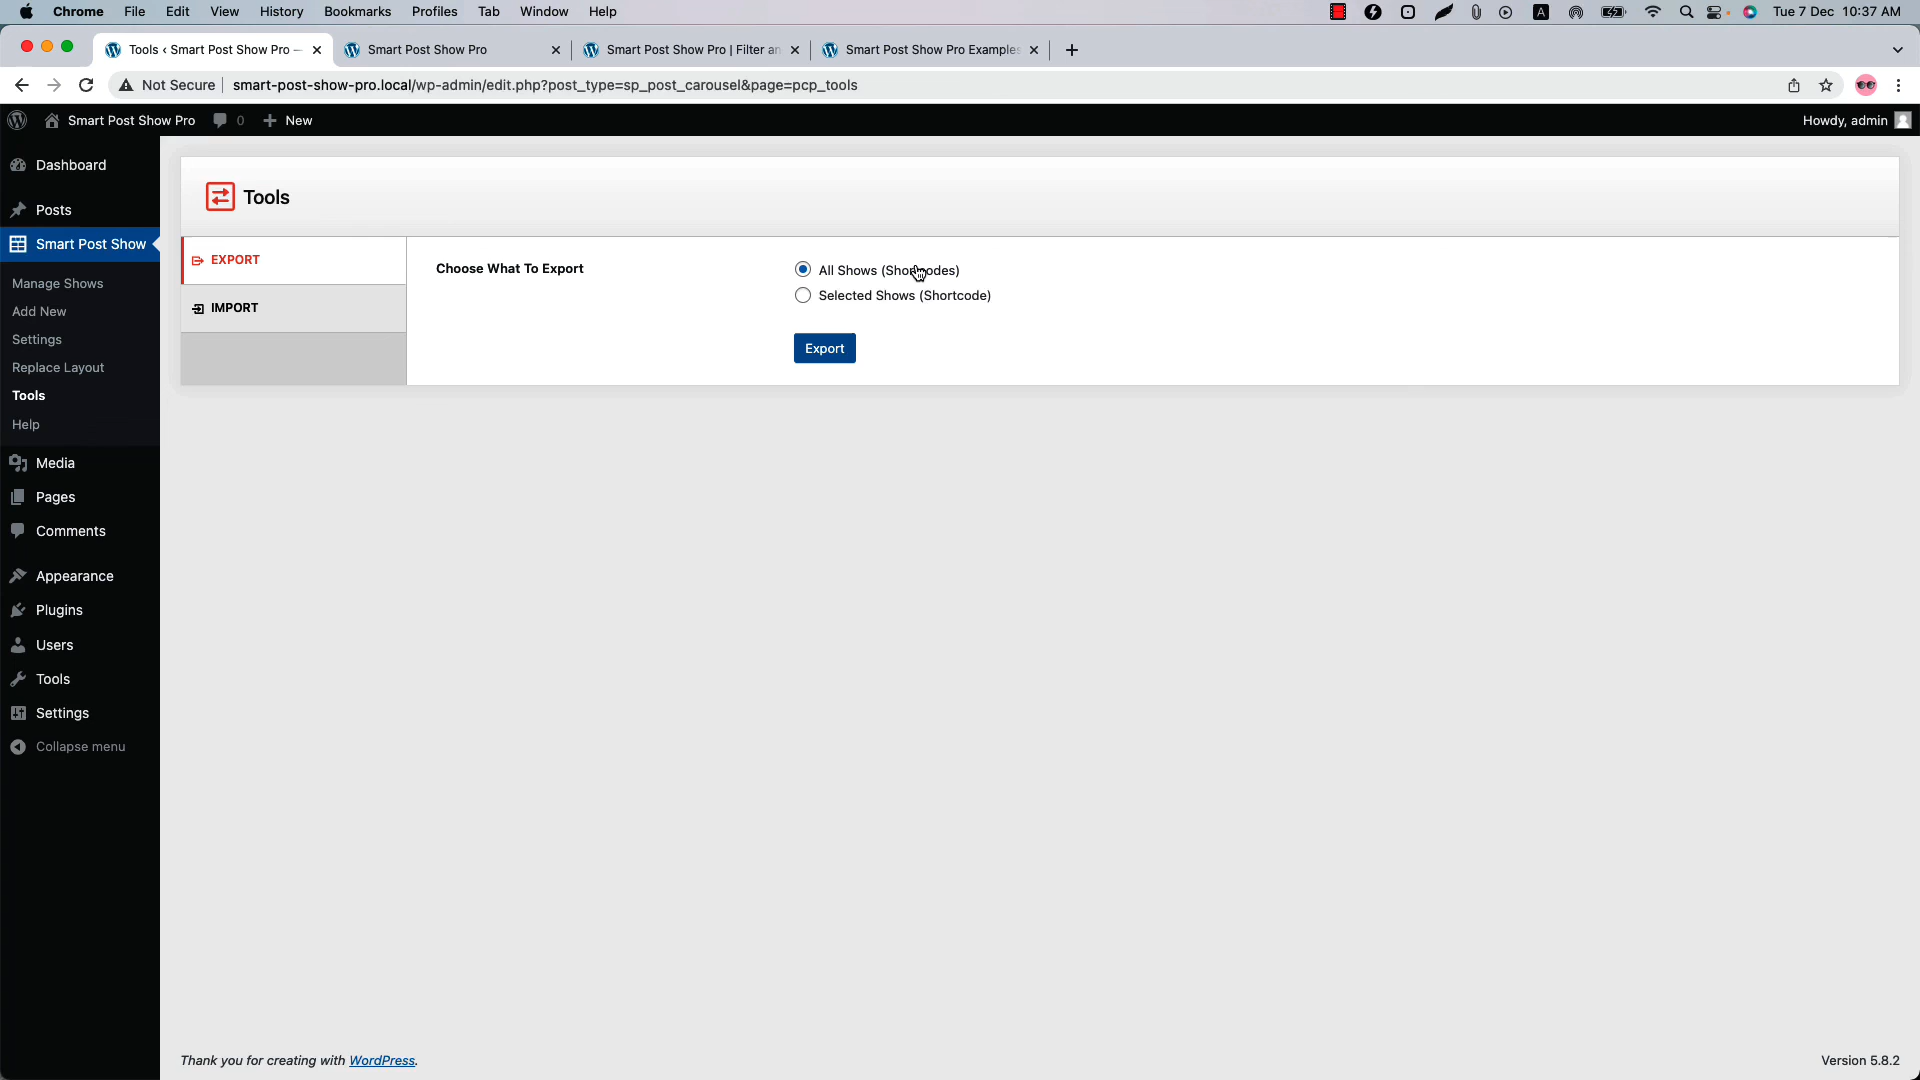 Chrome File Edit View History Bookmarks Profiles Tab Window Help A Tue 7 Dec 10:37 AM
Tools ‹ Smart Post Show Pro — Smart Post Show Pro Smart Post Show Pro | Filter an Smart Post Show Pro Examples
Not Secure smart-post-show-pro.local/wp-admin/edit.php?post_type=sp_post_carousel&page=pcp_tools
Smart Post Show Pro 0 New Howdy, admin
Dashboard
Posts
Smart Post Show
Manage Shows
Add New
Settings
Replace Layout
Tools
Help
Media
Pages
Comments
Appearance
Plugins
Users
Tools
Settings
Collapse menu
Tools
EXPORT
IMPORT
Choose What To Export
All Shows (Shortcodes)
Selected Shows (Shortcode)
Export
Thank you for creating with WordPress.
Version 5.8.2